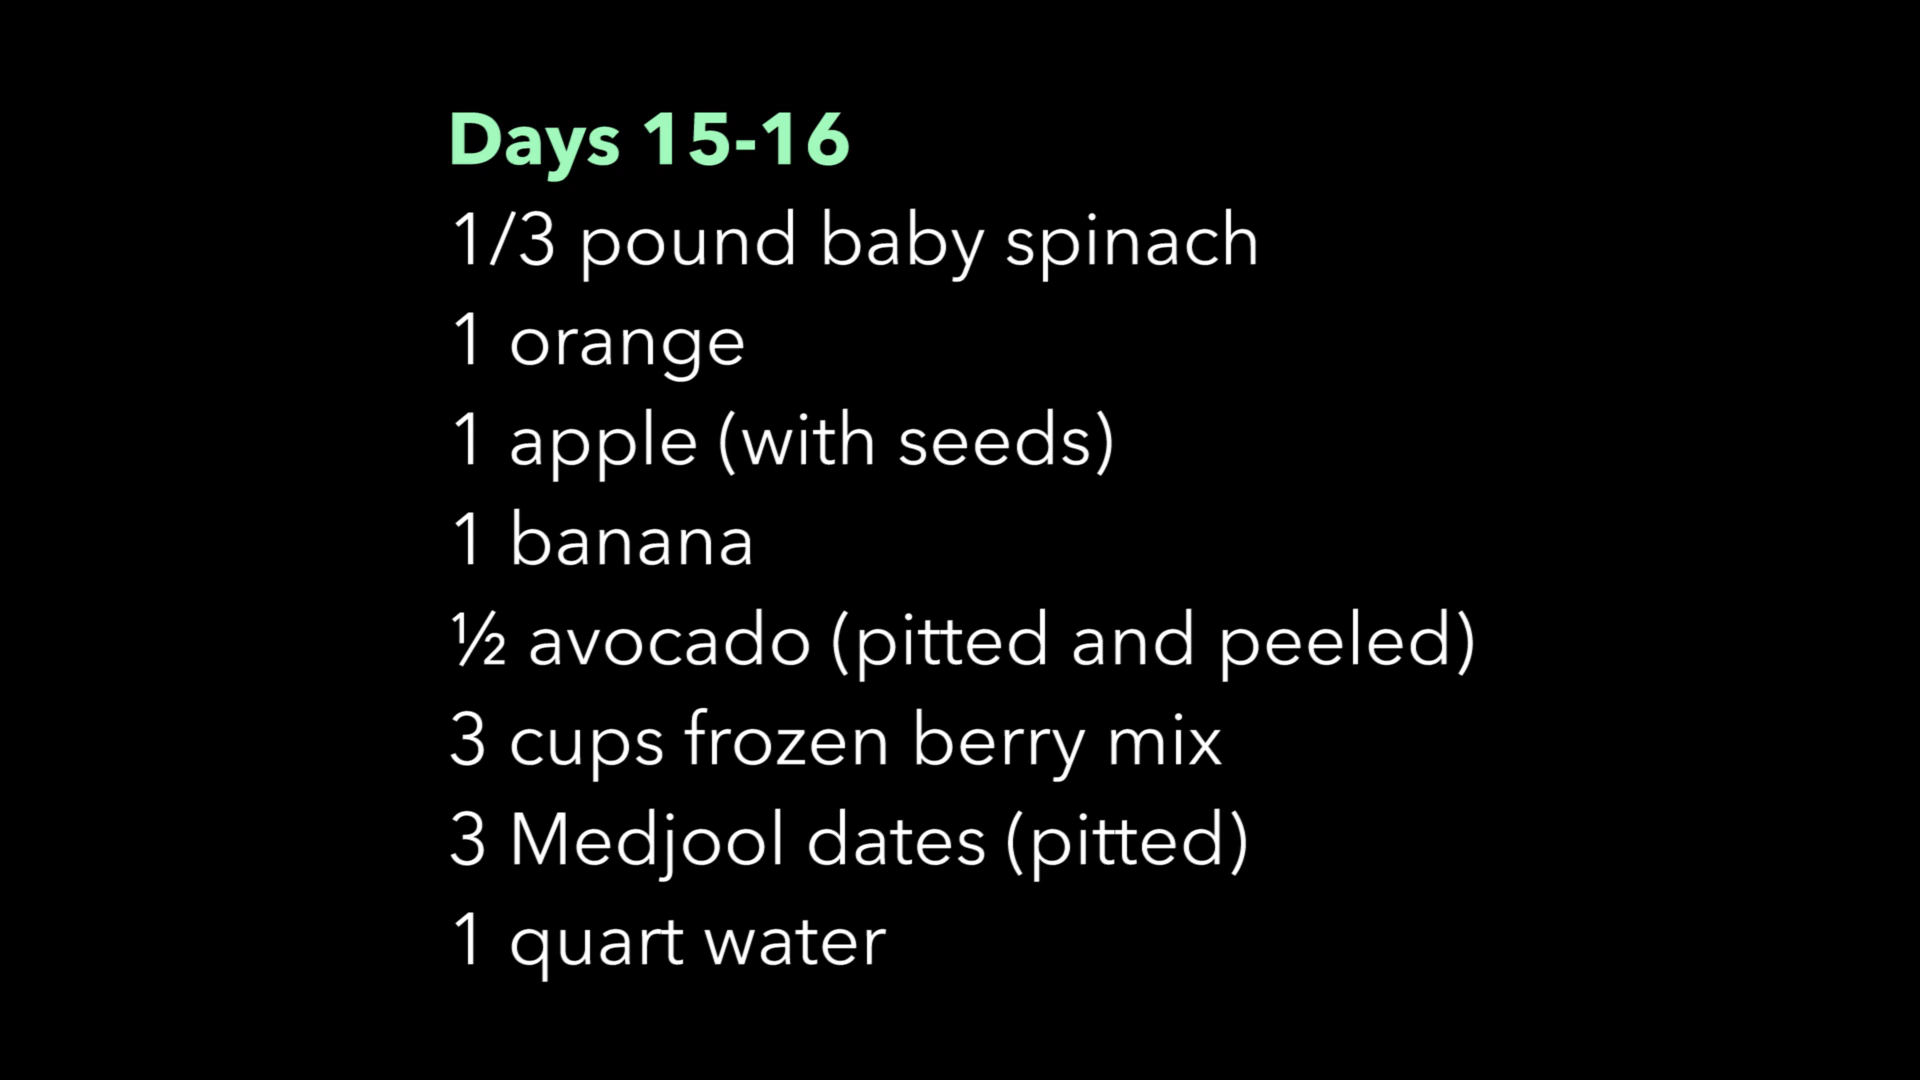 Days 15-16
1/3 pound baby spinach
1 orange
1 apple (with seeds)
1 banana
½ avocado (pitted and peeled)
3 cups frozen berry mix
3 Medjool dates (pitted)
1 quart water